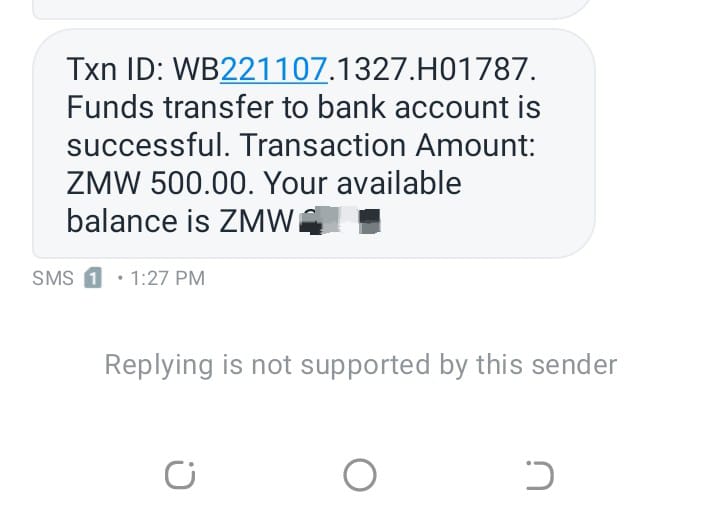 Txn ID: WB221107.1327.H01787.
Funds transfer to bank account is
successful. Transaction Amount:
ZMW 500.00. Your available
balance is ZMW
SMS 1 • 1:27 PM
Replying is not supported by this sender